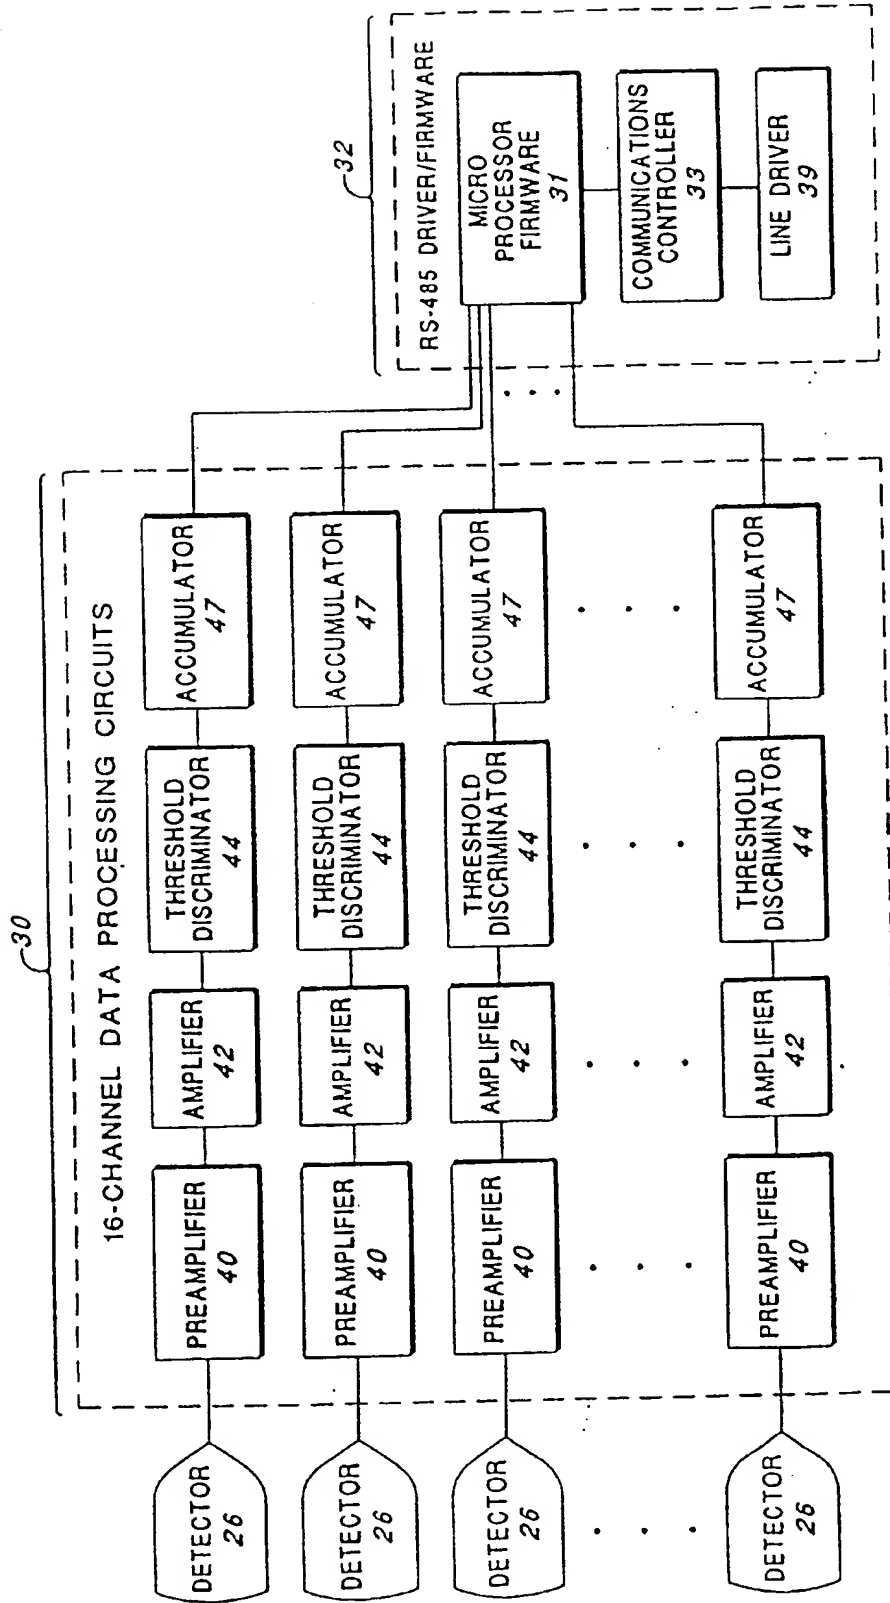 30
16-CHANNEL DATA PROCESSING CIRCUITS
DETECTOR
26
PREAMPLIFIER
40
AMPLIFIER
42
THRESHOLD
DISCRIMINATOR
44
ACCUMULATOR
47
DETECTOR
26
PREAMPLIFIER
40
AMPLIFIER
42
THRESHOLD
DISCRIMINATOR
44
ACCUMULATOR
47
DETECTOR
26
PREAMPLIFIER
40
AMPLIFIER
42
THRESHOLD
DISCRIMINATOR
44
ACCUMULATOR
47
DETECTOR
26
PREAMPLIFIER
40
AMPLIFIER
42
THRESHOLD
DISCRIMINATOR
44
ACCUMULATOR
47
32
RS-485 DRIVER/FIRMWARE
MICRO
PROCESSOR
FIRMWARE
31
COMMUNICATIONS
CONTROLLER
33
LINE DRIVER
39